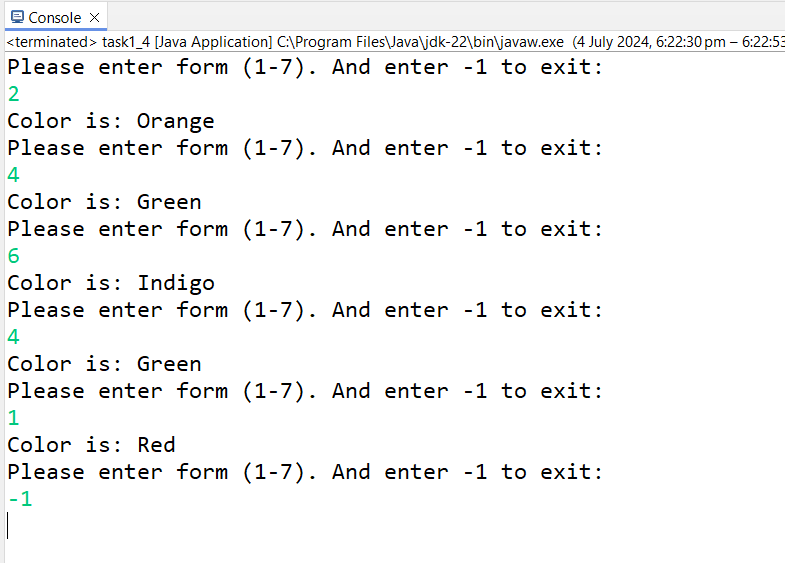 Console
<terminated> task1_4 [Java Application] C:\Program Files\Java\jdk-22\bin\javaw.exe (4 July 2024, 6:22:30 pm – 6:22:53
Please enter form (1-7). And enter -1 to exit:
2
Color is: Orange
Please enter form (1-7). And enter -1 to exit:
4
Color is: Green
Please enter form (1-7). And enter -1 to exit:
6
Color is: Indigo
Please enter form (1-7). And enter -1 to exit:
4
Color is: Green
Please enter form (1-7). And enter -1 to exit:
1
Color is: Red
Please enter form (1-7). And enter -1 to exit:
-1